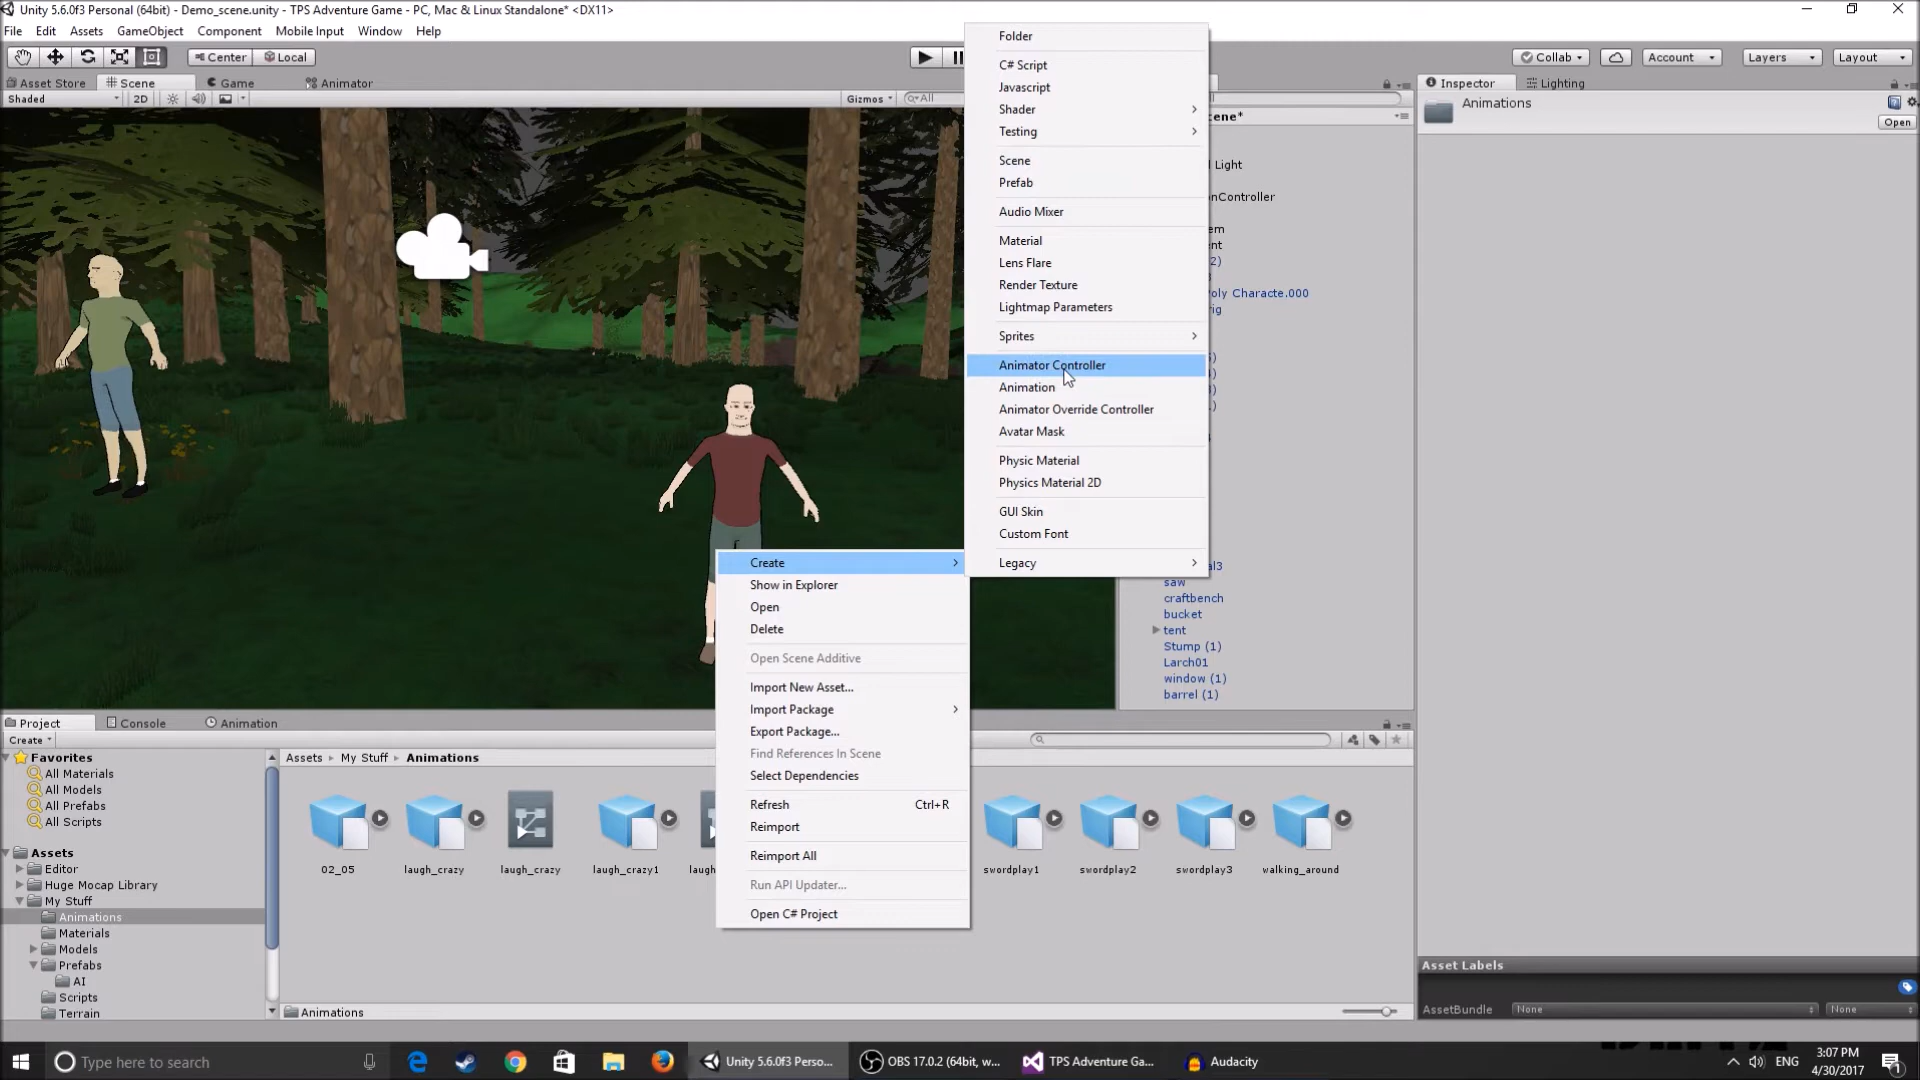 Unity 5.6.0f3 Personal (64bit) - Demo_scene.unity - TPS Adventure Game - PC, Mac & Linux Standalone* <DX11>
File Edit Assets GameObject Component Mobile Input Window Help
Center Local
Collab Account Layers Layout
Asset Store Scene Game Animator
Shaded 2D Gizmos All
Folder
C# Script
Javascript
Shader
Testing
Scene
Prefab
Audio Mixer
Material
Lens Flare
Render Texture
Lightmap Parameters
Sprites
Animator Controller
Animation
Animator Override Controller
Avatar Mask
Physic Material
Physics Material 2D
GUI Skin
Custom Font
Legacy
cene*
l Light
onController
em
nt
2)
oly Characte.000
rig
al3
saw
craftbench
bucket
tent
Stump (1)
Larch01
window (1)
barrel (1)
Inspector Lighting
Animations
Open
Create
Show in Explorer
Open
Delete
Open Scene Additive
Import New Asset...
Import Package
Export Package...
Find References In Scene
Select Dependencies
Refresh Ctrl+R
Reimport
Reimport All
Run API Updater...
Open C# Project
Project Console Animation
Create
Favorites
All Materials
All Models
All Prefabs
All Scripts
Assets
Editor
Huge Mocap Library
My Stuff
Animations
Materials
Models
Prefabs
AI
Scripts
Terrain
Assets My Stuff Animations
02_05 laugh_crazy laugh_crazy laugh_crazy1 laugh swordplay1 swordplay2 swordplay3 walking_around
Animations
Asset Labels
AssetBundle None None
Type here to search
Unity 5.6.0f3 Perso...
OBS 17.0.2 (64bit, w...
TPS Adventure Ga...
Audacity
ENG
3:07 PM
4/30/2017
1